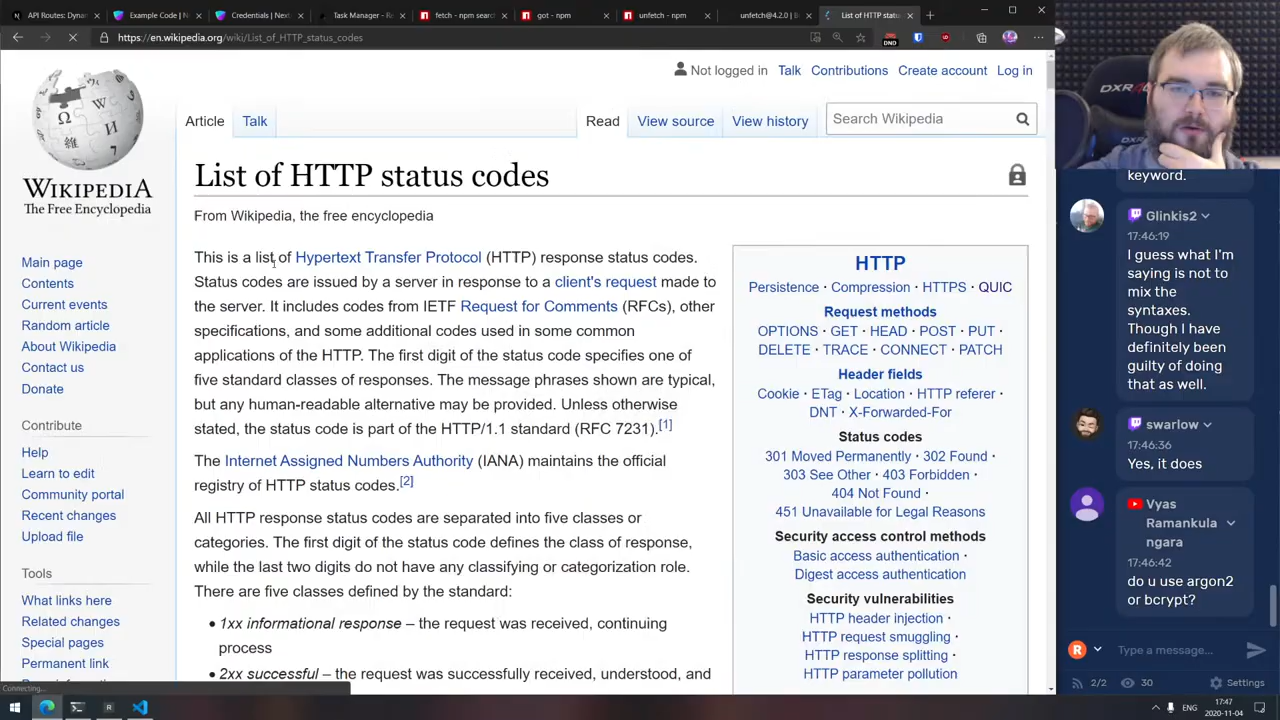 API Routes: Dynam
Example Code | Ne
Credentials | Next
Task Manager - Re
fetch - npm search
got - npm
unfetch - npm
unfetch@4.2.0 | Bu
List of HTTP statu
https://en.wikipedia.org/wiki/List_of_HTTP_status_codes
DND
Not logged in Talk Contributions Create account Log in
Article Talk Read View source View history Search Wikipedia
WIKIPEDIA
The Free Encyclopedia
Main page
Contents
Current events
Random article
About Wikipedia
Contact us
Donate
Contribute
Help
Learn to edit
Community portal
Recent changes
Upload file
Tools
What links here
Related changes
Special pages
Permanent link
List of HTTP status codes
From Wikipedia, the free encyclopedia
This is a list of Hypertext Transfer Protocol (HTTP) response status codes.
Status codes are issued by a server in response to a client's request made to
the server. It includes codes from IETF Request for Comments (RFCs), other
specifications, and some additional codes used in some common
applications of the HTTP. The first digit of the status code specifies one of
five standard classes of responses. The message phrases shown are typical,
but any human-readable alternative may be provided. Unless otherwise
stated, the status code is part of the HTTP/1.1 standard (RFC 7231).[1]
The Internet Assigned Numbers Authority (IANA) maintains the official
registry of HTTP status codes.[2]
All HTTP response status codes are separated into five classes or
categories. The first digit of the status code defines the class of response,
while the last two digits do not have any classifying or categorization role.
There are five classes defined by the standard:
• 1xx informational response – the request was received, continuing
process
• 2xx successful – the request was successfully received, understood, and
HTTP
Persistence · Compression · HTTPS · QUIC
Request methods
OPTIONS · GET · HEAD · POST · PUT ·
DELETE · TRACE · CONNECT · PATCH
Header fields
Cookie · ETag · Location · HTTP referer ·
DNT · X-Forwarded-For
Status codes
301 Moved Permanently · 302 Found ·
303 See Other · 403 Forbidden ·
404 Not Found ·
451 Unavailable for Legal Reasons
Security access control methods
Basic access authentication ·
Digest access authentication
Security vulnerabilities
HTTP header injection ·
HTTP request smuggling ·
HTTP response splitting ·
HTTP parameter pollution
Connecting...
DXR
keyword.
Glinkis2
17:46:19
I guess what I'm
saying is not to
mix the
syntaxes.
Though I have
definitely been
guilty of doing
that as well.
swarlow
17:46:36
Yes, it does
Vyas
Ramankula
ngara
17:46:42
do u use argon2
or bcrypt?
R
Type a message...
2/2 30 Settings
ENG
17:47
2020-11-04